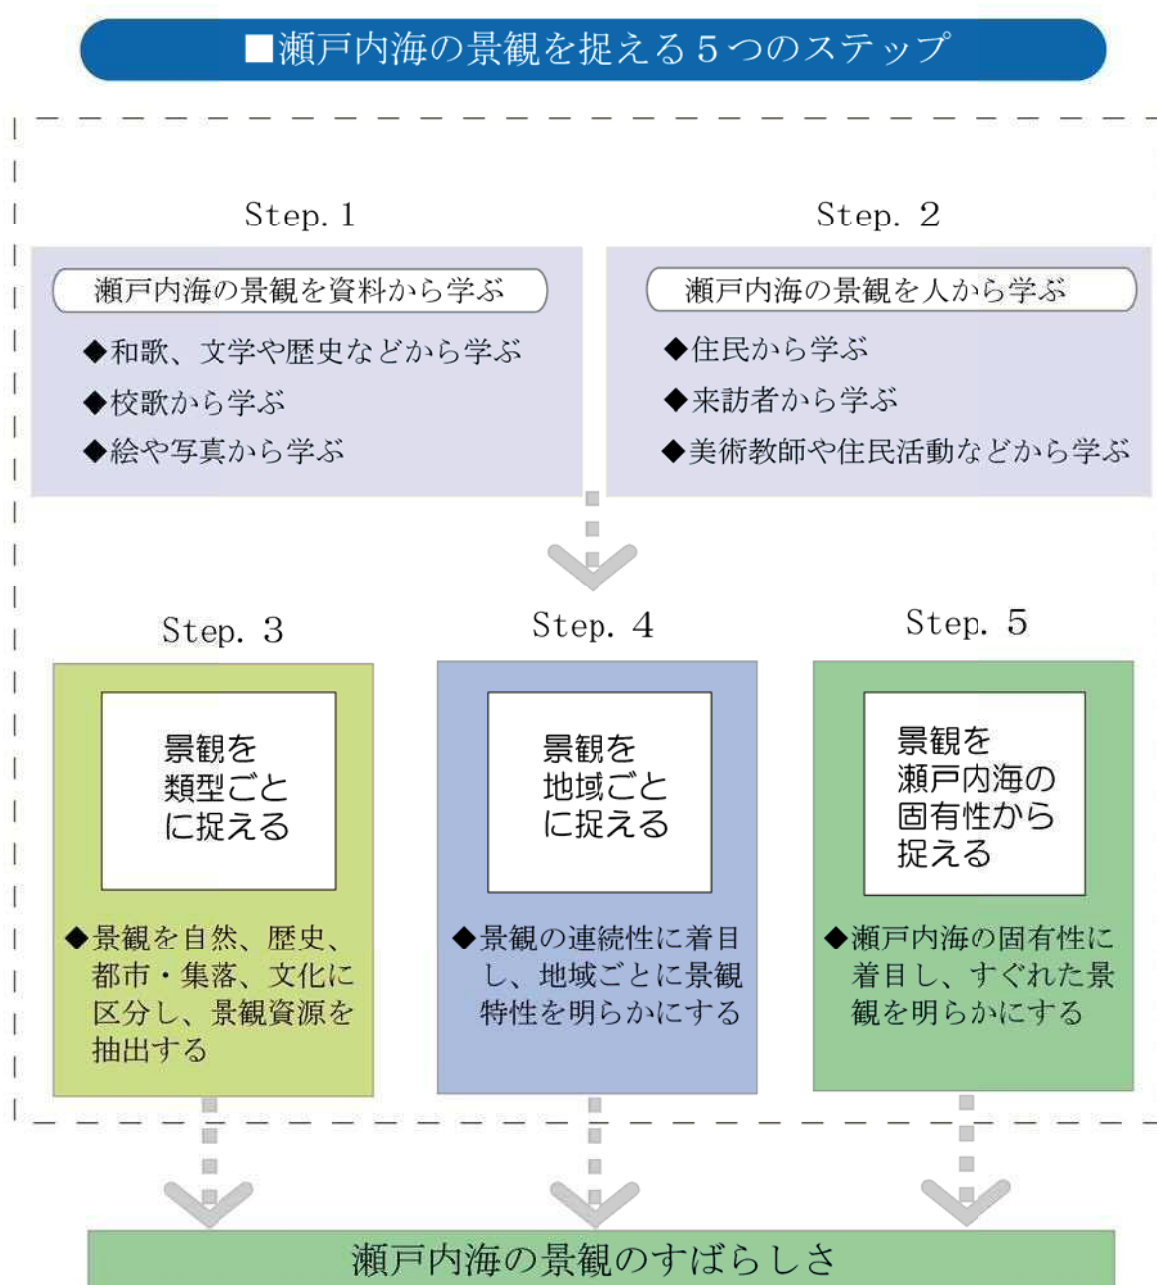 ■瀬戸内海の景観を捉える５つのステップ
Step. 1
瀬戸内海の景観を資料から学ぶ
◆和歌、文学や歴史などから学ぶ
◆校歌から学ぶ
◆絵や写真から学ぶ
Step. 2
瀬戸内海の景観を人から学ぶ
◆住民から学ぶ
◆来訪者から学ぶ
◆美術教師や住民活動などから学ぶ
Step. 3
景観を
類型ごと
に捉える
◆景観を自然、歴史、
都市・集落、文化に
区分し、景観資源を
抽出する
Step. 4
景観を
地域ごと
に捉える
◆景観の連続性に着目
し、地域ごとに景観
特性を明らかにする
Step. 5
景観を
瀬戸内海の
固有性から
捉える
◆瀬戸内海の固有性に
着目し、すぐれた景
観を明らかにする
瀬戸内海の景観のすばらしさ